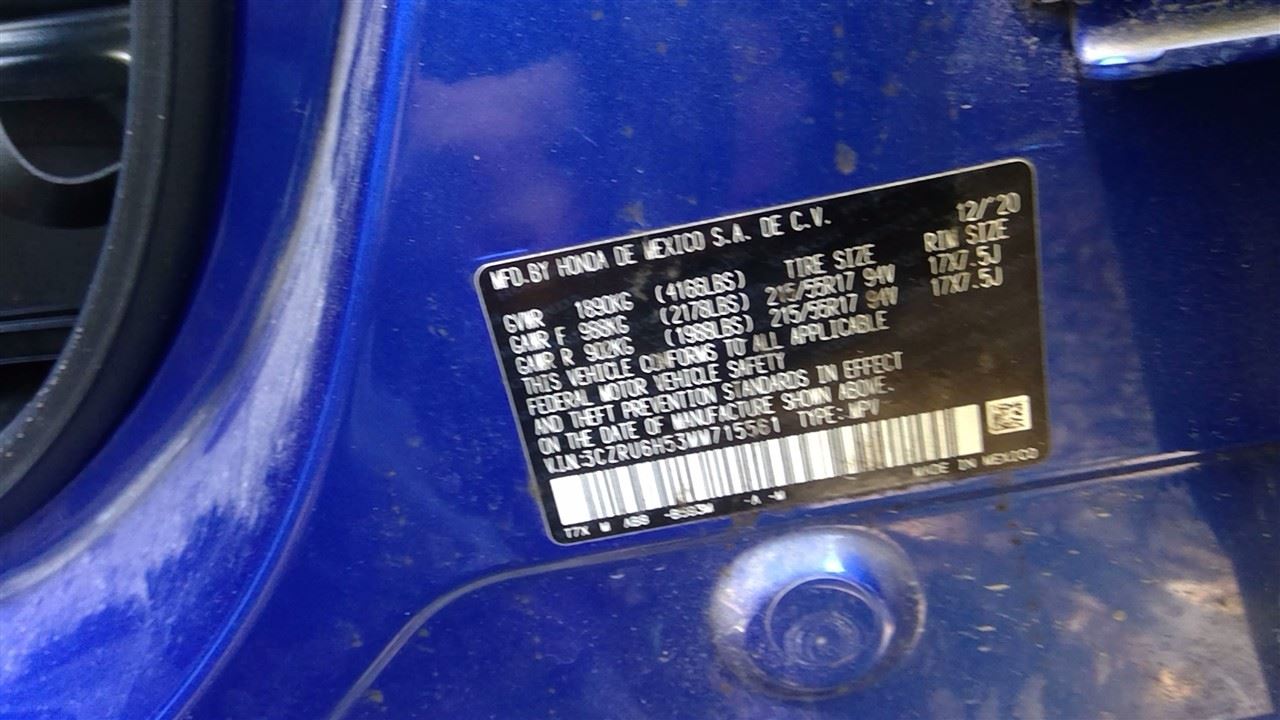 MFD.BY HONDA DE MEXICO S.A. DE C.V. 12/'20
TIRE SIZE RIM SIZE
GVWR 1890KG (4168LBS)
GAWR F 988KG (2178LBS) 215/55R17 94V 17X7.5J
GAWR R 902KG (1988LBS) 215/55R17 94V 17X7.5J
THIS VEHICLE CONFORMS TO ALL APPLICABLE
FEDERAL MOTOR VEHICLE SAFETY
AND THEFT PREVENTION STANDARDS IN EFFECT
ON THE DATE OF MANUFACTURE SHOWN ABOVE.
V.I.N:3CZRU6H53MM715561 TYPE: MPV
MADE IN MEXICO
T7X -A -M